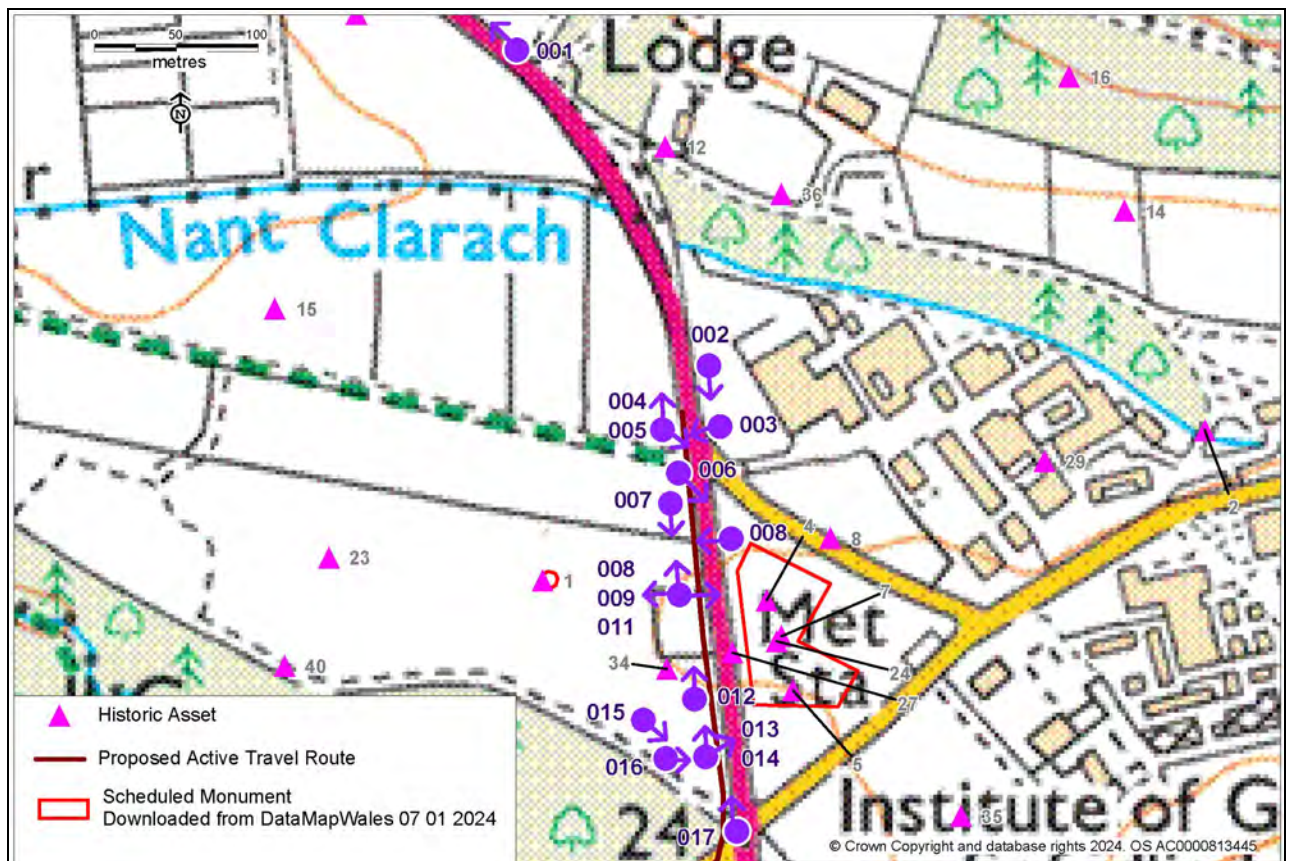 0 50 100
metres
N
001
Lodge
16
12
36
14
r
Nant Clarach
15
002
004
005
003
006
29
2
007
008
4
8
23
1
008
009
011
7
Met
Sta
24
27
34
40
012
013
014
015
016
5
Institute of G
35
24
017
Historic Asset
Proposed Active Travel Route
Scheduled Monument
Downloaded from DataMapWales 07 01 2024
© Crown Copyright and database rights 2024. OS AC0000813445